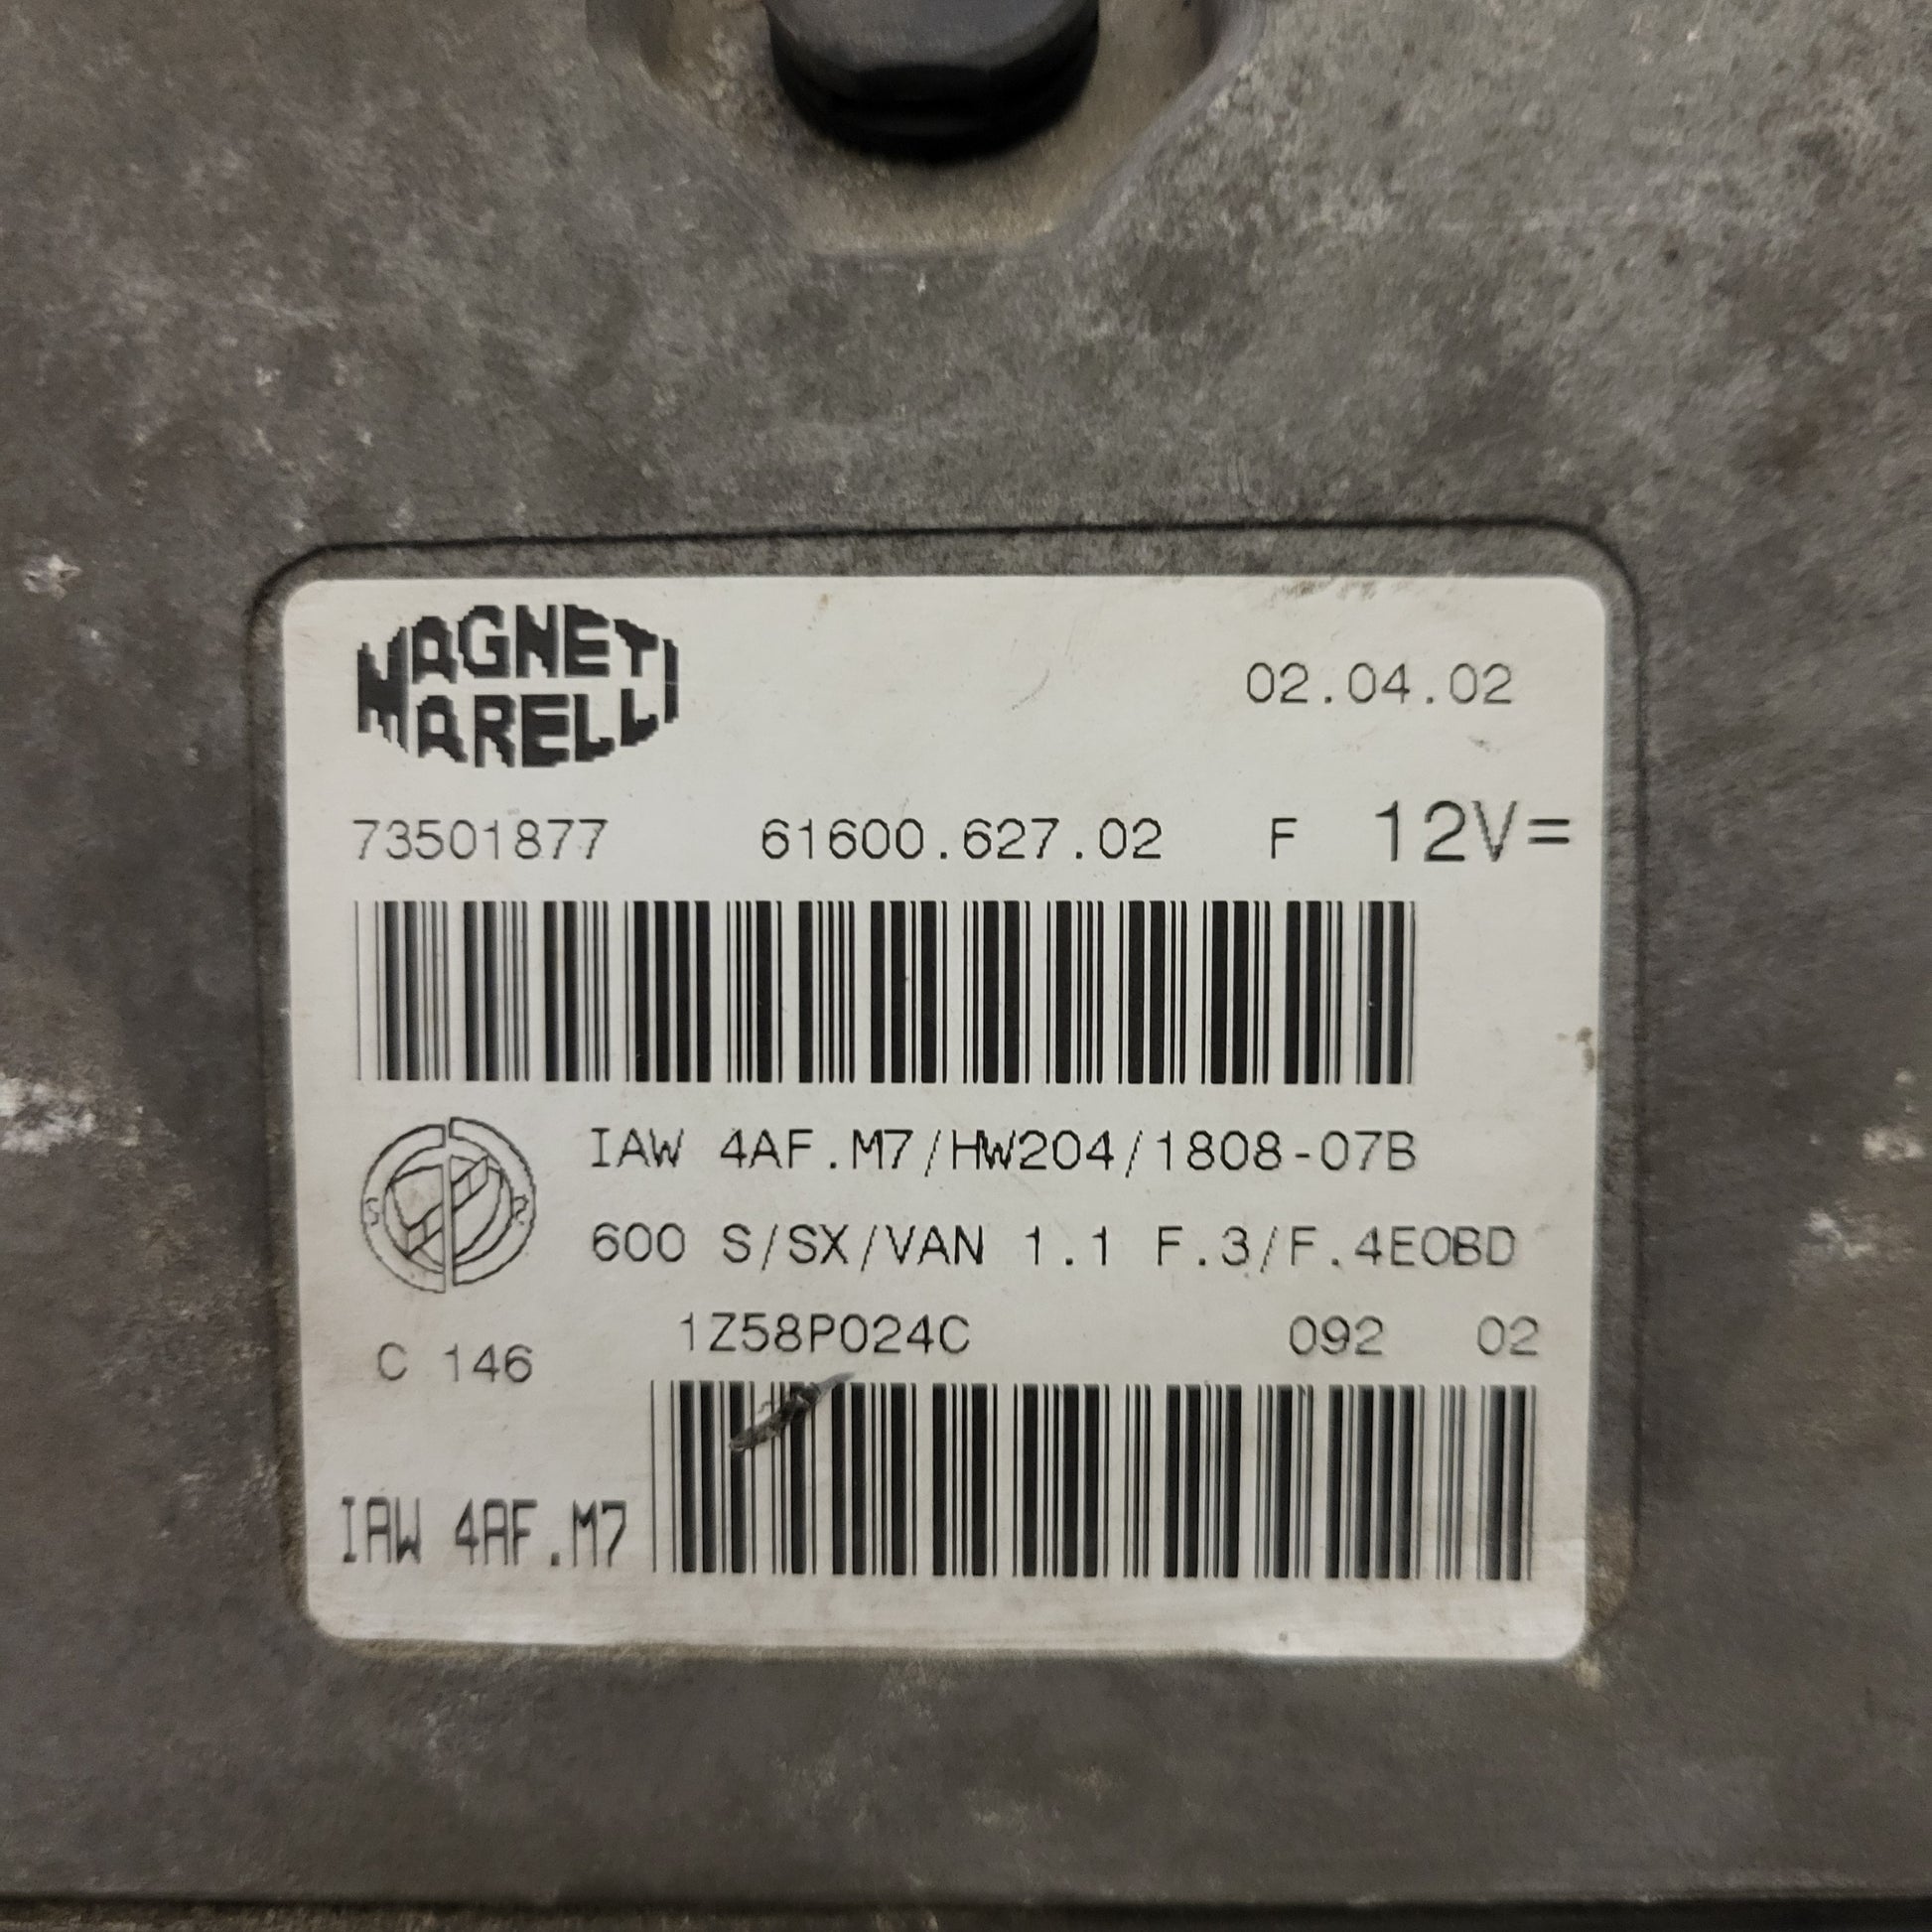 MAGNETI
MARELLI
02.04.02
73501877 61600.627.02 F 12V=
IAW 4AF.M7/HW204/1808-07B
S R
600 S/SX/VAN 1.1 F.3/F.4EOBD
1Z58P024C 092 02
C 146
IAW 4AF.M7